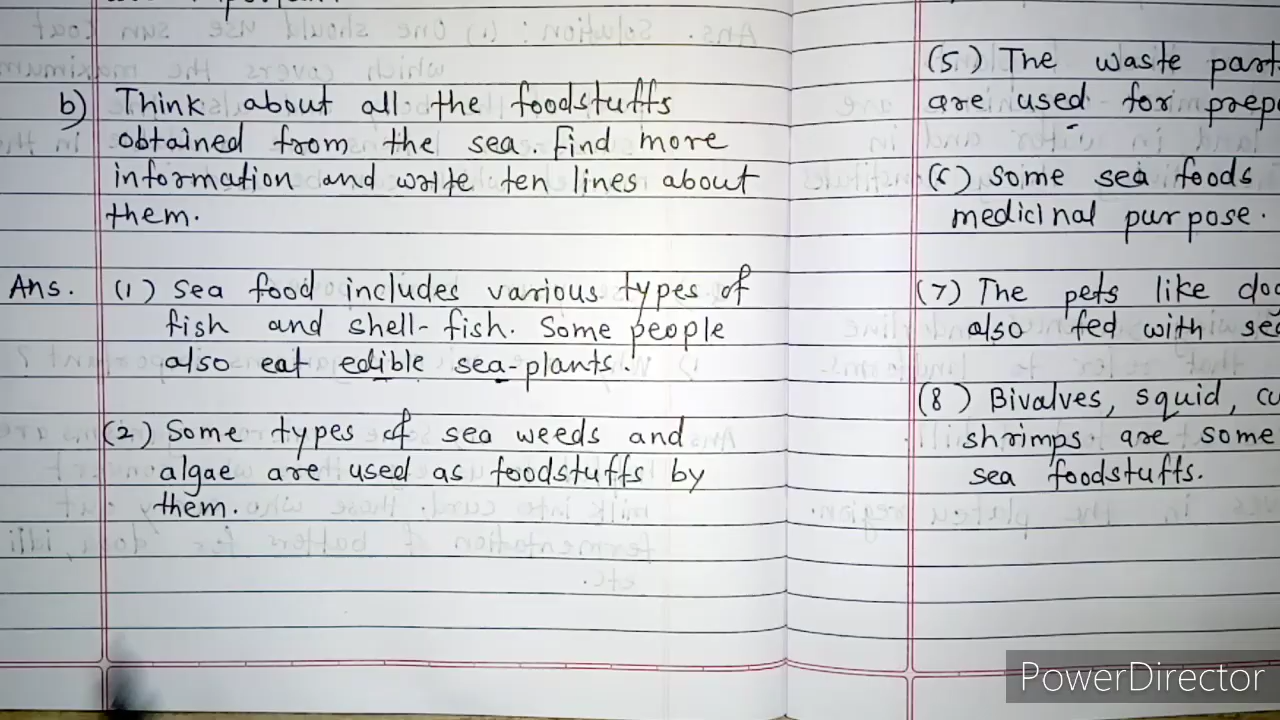 b) Think about all the foodstuffs
obtained from the sea. Find more
information and write ten lines about
them.
Ans. (1) Sea food includes various types of
fish and shell-fish. Some people
also eat edible sea-plants.
(2) Some types of sea weeds and
algae are used as foodstuffs by
them.
(5) The waste part
are used for prep
(6) Some sea foods
medicinal purpose.
(7) The pets like
also fed with
(8) Bivalves, squid,
shrimps are some
sea foodstuffs.
PowerDirector